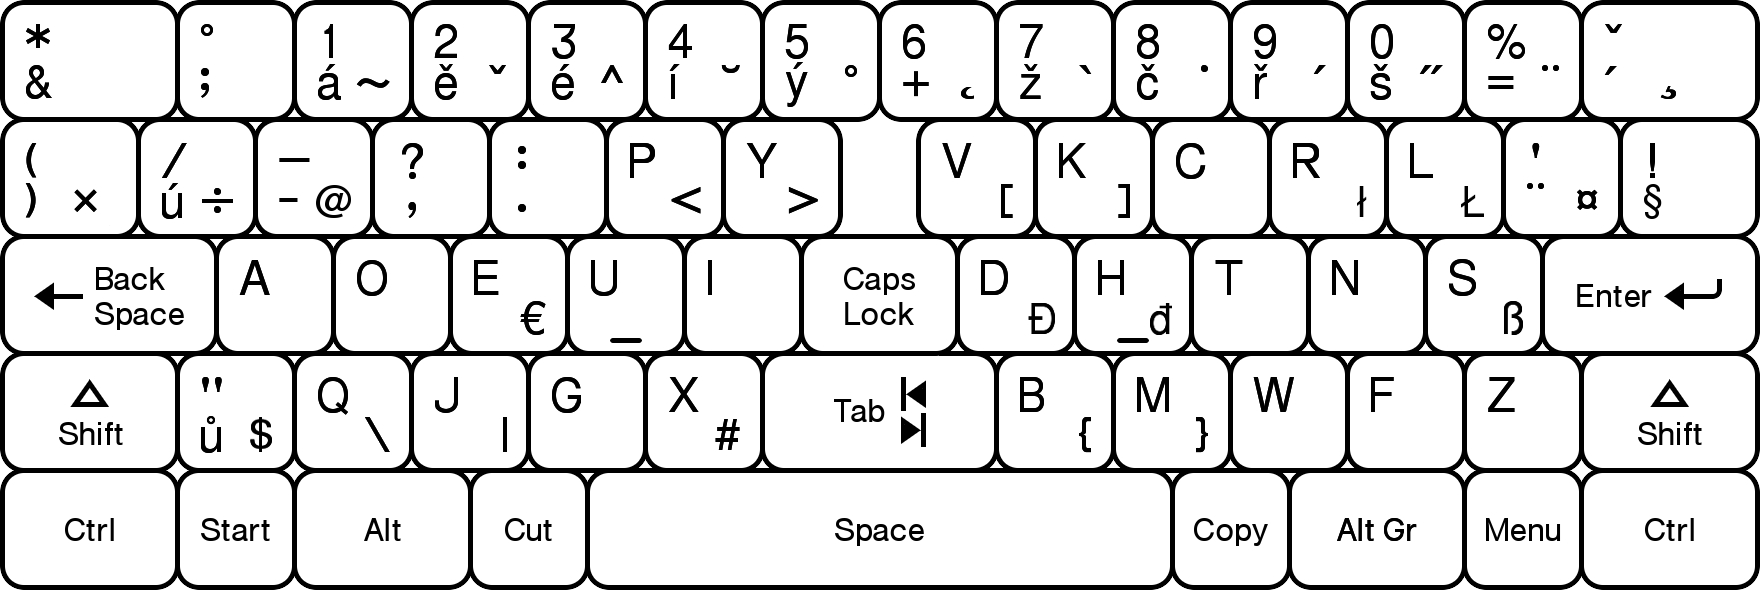 * ° 1 2 3 4 5 6 7 8 9 0 % ˇ
& ; á ~ ě ˇ é ^ í ˘ ý ° + ˛ ž ` č ˙ ř ´ š ˝ = ¨ ´ ¸
( / – ? : P Y V K C R L ' !
) × ú ÷ - @ , . < > [ ] ł Ł ¨ ¤ §
Back Space A O E U I Caps Lock D H T N S Enter
€ _ Đ _ đ ß
Shift " Q J G X Tab B M W F Z Shift
ů $ \ | # { }
Ctrl Start Alt Cut Space Copy Alt Gr Menu Ctrl